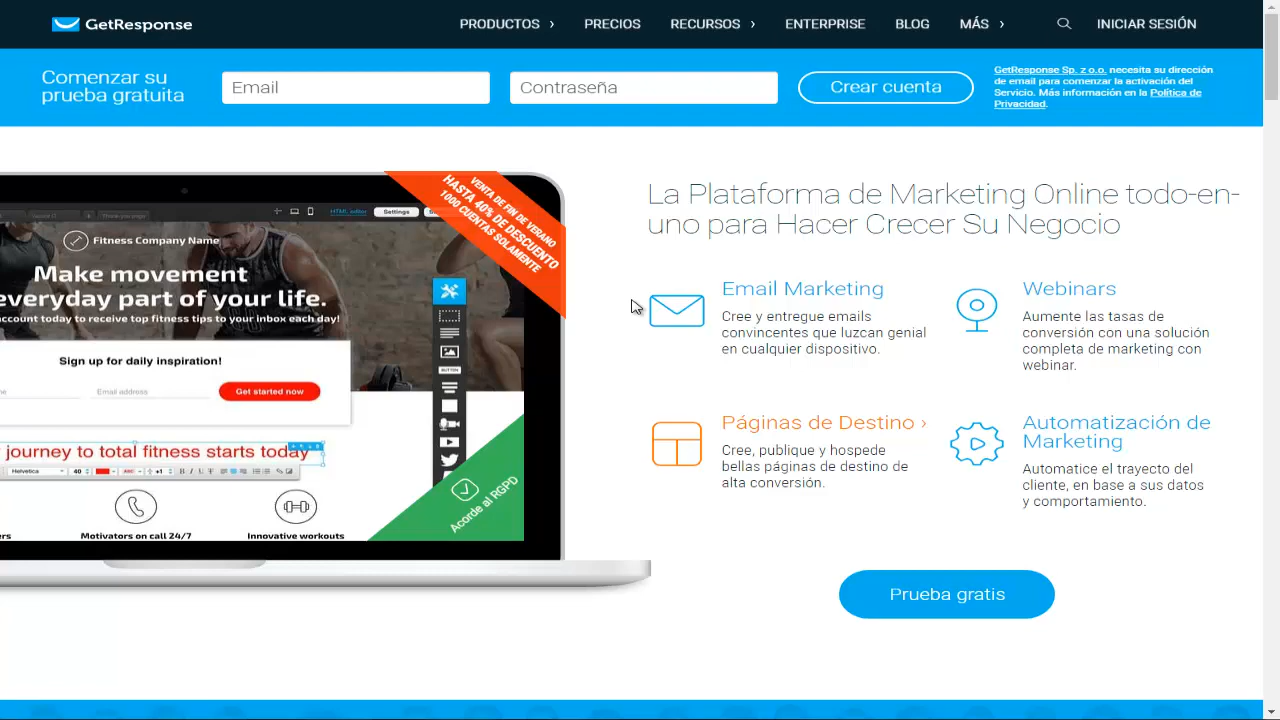 GetResponse
PRODUCTOS ›
PRECIOS
RECURSOS ›
ENTERPRISE
BLOG
MÁS ›
INICIAR SESIÓN
Comenzar su
prueba gratuita
Email
Contraseña
Crear cuenta
GetResponse Sp. z o.o. necesita su dirección
de email para comenzar la activación del
Servicio. Más información en la Política de
Privacidad.
HTML editor
Settings
VENTA DE FIN DE VERANO
HASTA 40% DE DESCUENTO
1000 CUENTAS SOLAMENTE
Fitness Company Name
Make movement
everyday part of your life.
account today to receive top fitness tips to your inbox each day!
Sign up for daily inspiration!
Email address
Get started now
BUTTON
journey to total fitness starts today
Helvetica
40
Motivators on call 24/7
Innovative workouts
Acorde al RGPD
La Plataforma de Marketing Online todo-en-
uno para Hacer Crecer Su Negocio
Email Marketing
Cree y entregue emails
convincentes que luzcan genial
en cualquier dispositivo.
Webinars
Aumente las tasas de
conversión con una solución
completa de marketing con
webinar.
Páginas de Destino ›
Cree, publique y hospede
bellas páginas de destino de
alta conversión.
Automatización de
Marketing
Automatice el trayecto del
cliente, en base a sus datos
y comportamiento.
Prueba gratis